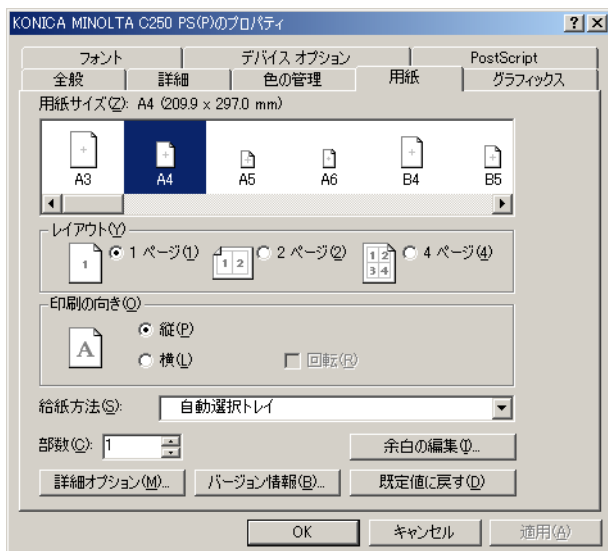 KONICA MINOLTA C250 PS(P)のプロパティ
フォント デバイス オプション PostScript
全般 詳細 色の管理 用紙 グラフィックス
用紙サイズ(Z): A4 (209.9 x 297.0 mm)
A3 A4 A5 A6 B4 B5
レイアウト(Y)
1 1 ページ(1) 1 2 2 ページ(2) 1 2 3 4 4 ページ(4)
印刷の向き(O)
A 縦(P)
横(L) 回転(R)
給紙方法(S): 自動選択トレイ
部数(C): 1 余白の編集(I)...
詳細オプション(M)... バージョン情報(B)... 既定値に戻す(D)
OK キャンセル 適用(A)